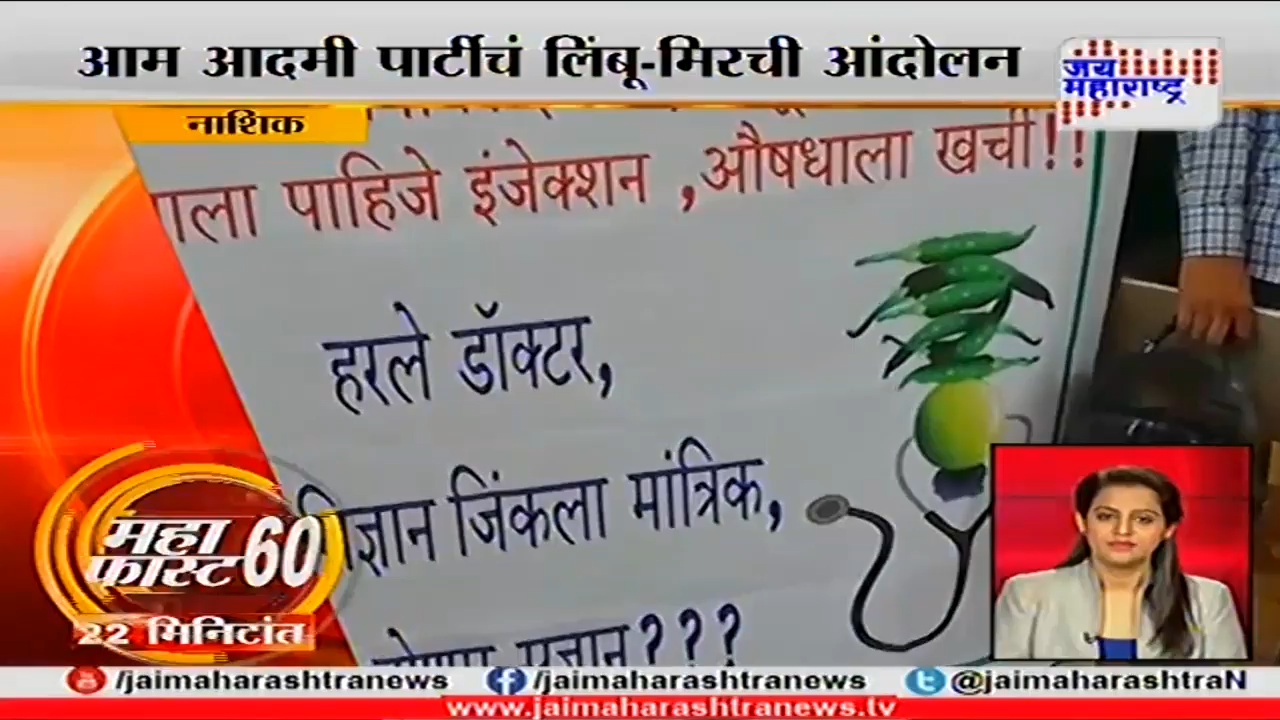 आम आदमी पार्टीचं लिंबू-मिरची आंदोलन
जय
महाराष्ट्र
नाशिक
पाहिजे इंजेक्शन ,औषधाला खर्ची!!
हरले डॉक्टर,
जिंकला मांत्रिक,
???
महा
फास्ट 60
22 मिनिटांत
/jaimaharashtranews /jaimaharashtranews @jaimaharashtraN
www.jaimaharashtranews.tv